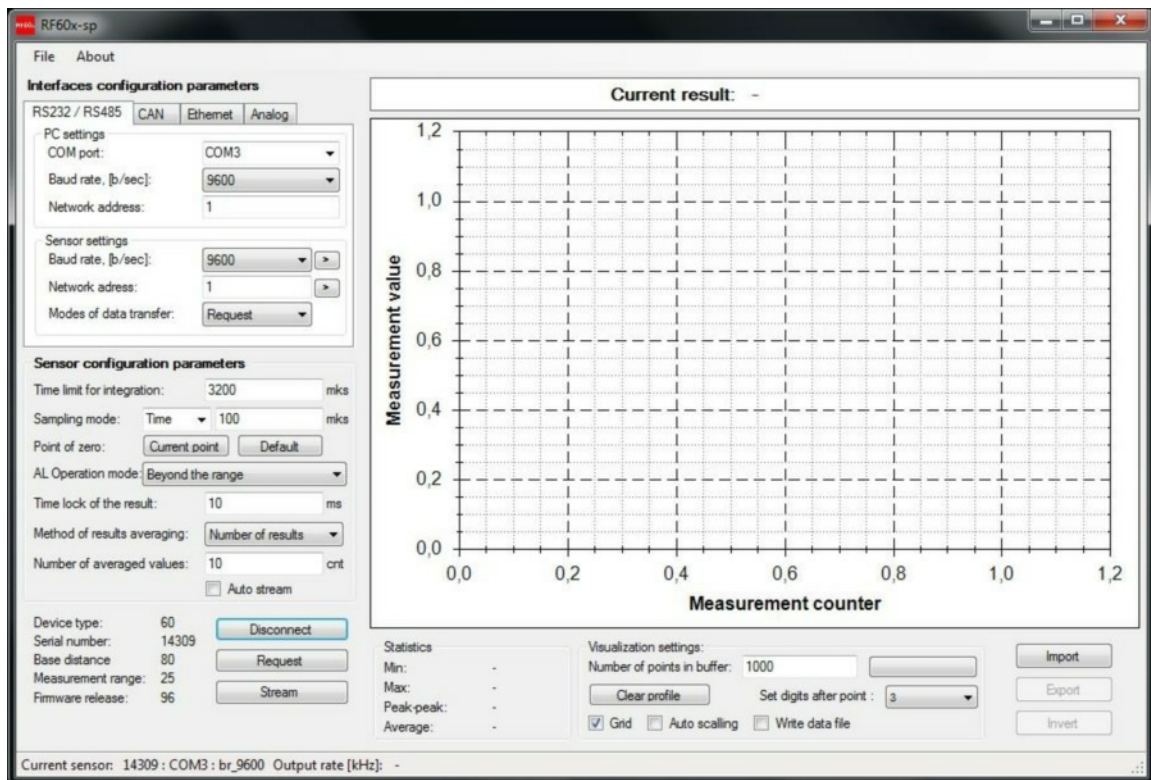 RF60x-sp
File About
Interfaces configuration parameters
RS232 / RS485 CAN Ethernet Analog
PC settings
COM port: COM3
Baud rate, [b/sec]: 9600
Network address: 1
Sensor settings
Baud rate, [b/sec]: 9600 >
Network adress: 1 >
Modes of data transfer: Request
Sensor configuration parameters
Time limit for integration: 3200 mks
Sampling mode: Time 100 mks
Point of zero: Current point Default
AL Operation mode: Beyond the range
Time lock of the result: 10 ms
Method of results averaging: Number of results
Number of averaged values: 10 cnt
Auto stream
Device type: 60
Serial number: 14309
Base distance 80
Measurement range: 25
Firmware release: 96
Disconnect
Request
Stream
Current result: -
Measurement value
1,2
1,0
0,8
0,6
0,4
0,2
0,0
0,0 0,2 0,4 0,6 0,8 1,0 1,2
Measurement counter
Statistics
Min: -
Max: -
Peak-peak: -
Average: -
Visualization settings:
Number of points in buffer: 1000
Clear profile Set digits after point : 3
Grid Auto scalling Write data file
Import
Export
Invert
Current sensor: 14309 : COM3 : br_9600 Output rate [kHz]: -